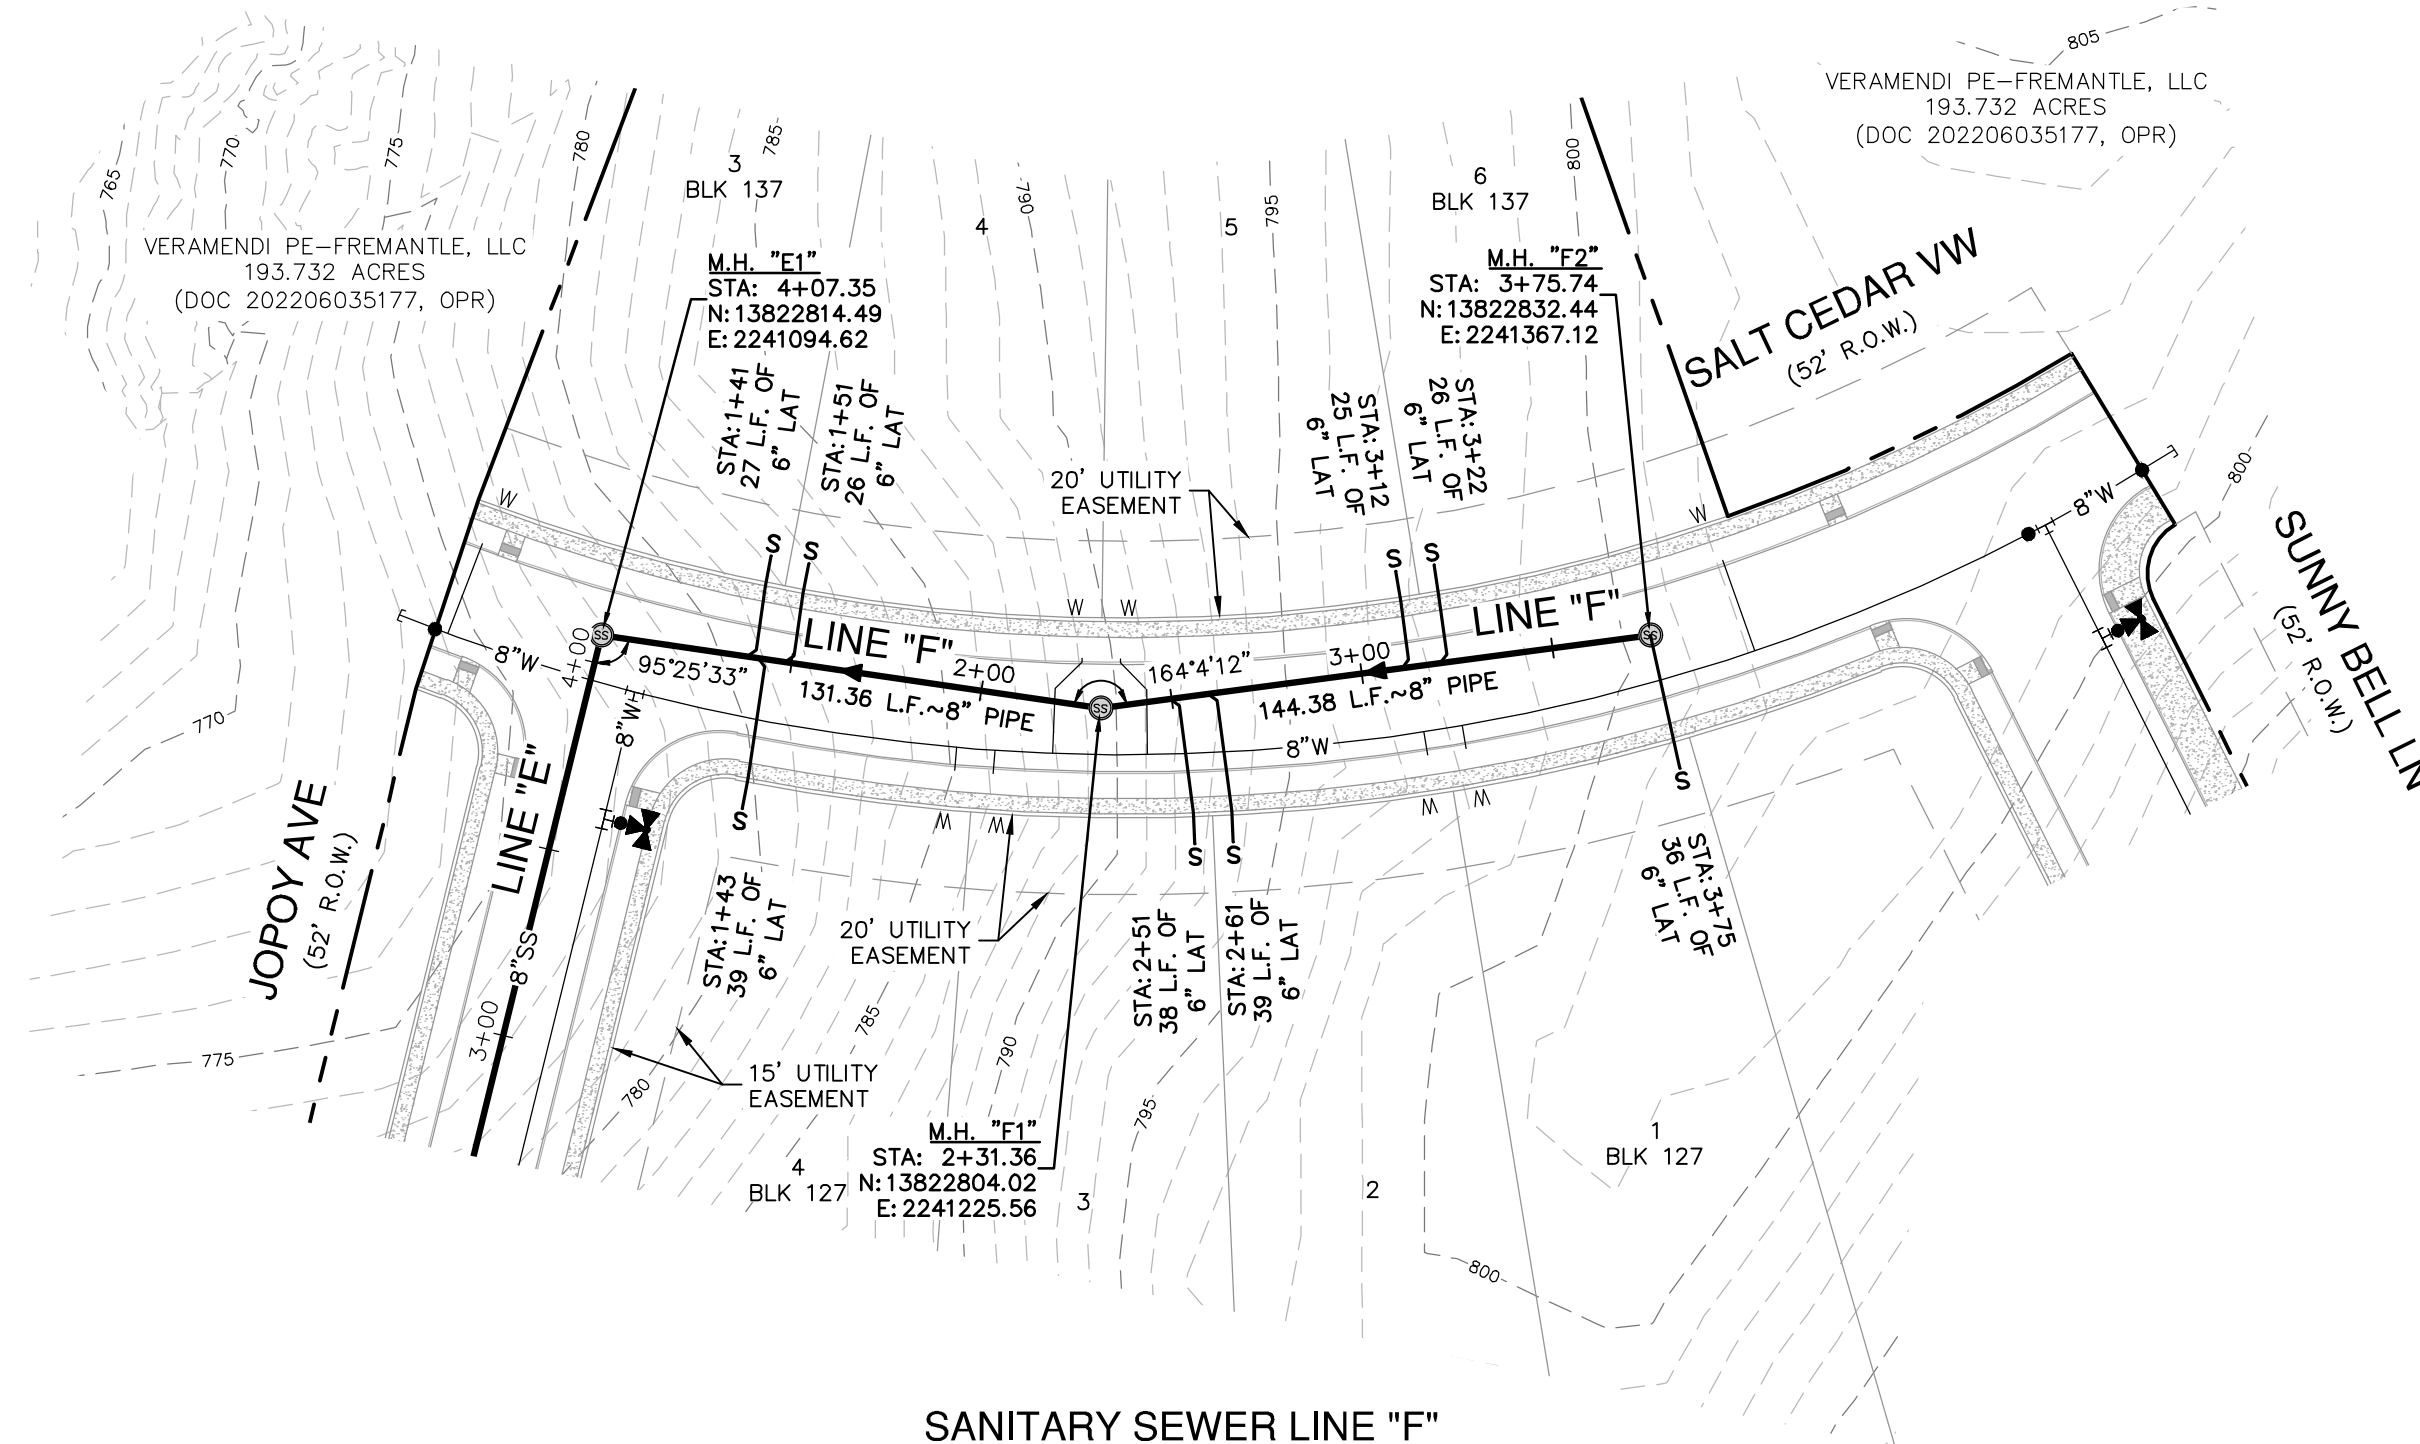 805
VERAMENDI PE-FREMANTLE, LLC
193.732 ACRES
(DOC 202206035177, OPR)
765
770
775
780
785
790
795
800
3
BLK 137
4
5
6
BLK 137
VERAMENDI PE-FREMANTLE, LLC
193.732 ACRES
(DOC 202206035177, OPR)
M.H. "E1"
STA: 4+07.35
N: 13822814.49
E: 2241094.62
M.H. "F2"
STA: 3+75.74
N: 13822832.44
E: 2241367.12
SALT CEDAR VW
(52' R.O.W.)
STA: 1+41
27 L.F. OF
6" LAT
STA: 1+51
26 L.F. OF
6" LAT
STA: 3+12
25 L.F. OF
6" LAT
STA: 3+22
26 L.F. OF
6" LAT
20' UTILITY
EASEMENT
W
W
S
S
S
S
8"W
800
SUNNY BELL LN
(52' R.O.W.)
W
W
SS
LINE "F"
LINE "F"
SS
8"W
4+00
95°25'33"
2+00
164°4'12"
3+00
131.36 L.F.~8" PIPE
144.38 L.F.~8" PIPE
SS
770
8"W
8"W
JOPOY AVE
(52' R.O.W.)
LINE "E"
S
W
W
W
W
S
S
S
STA: 1+43
39 L.F. OF
6" LAT
20' UTILITY
EASEMENT
STA: 2+51
38 L.F. OF
6" LAT
STA: 2+61
39 L.F. OF
6" LAT
STA: 3+75
36 L.F. OF
6" LAT
8"SS
3+00
775
15' UTILITY
EASEMENT
780
785
790
795
M.H. "F1"
STA: 2+31.36
N: 13822804.02
E: 2241225.56
4
BLK 127
3
2
1
BLK 127
800
SANITARY SEWER LINE "F"